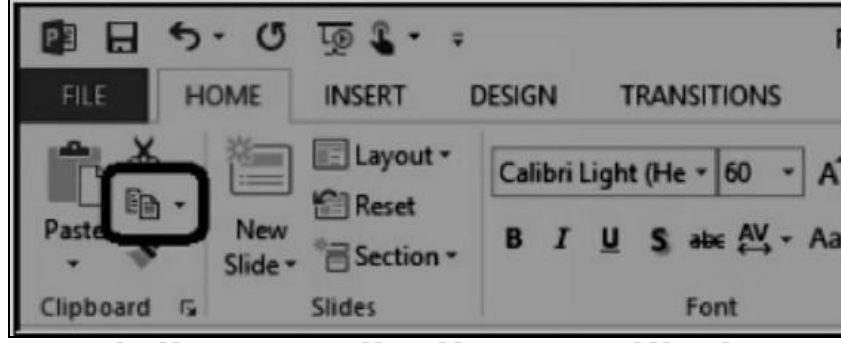 FILE HOME INSERT DESIGN TRANSITIONS
Layout
Calibri Light (He 60
Reset
Paste New
B I U S abc AV Aa
Slide Section
Clipboard Slides Font